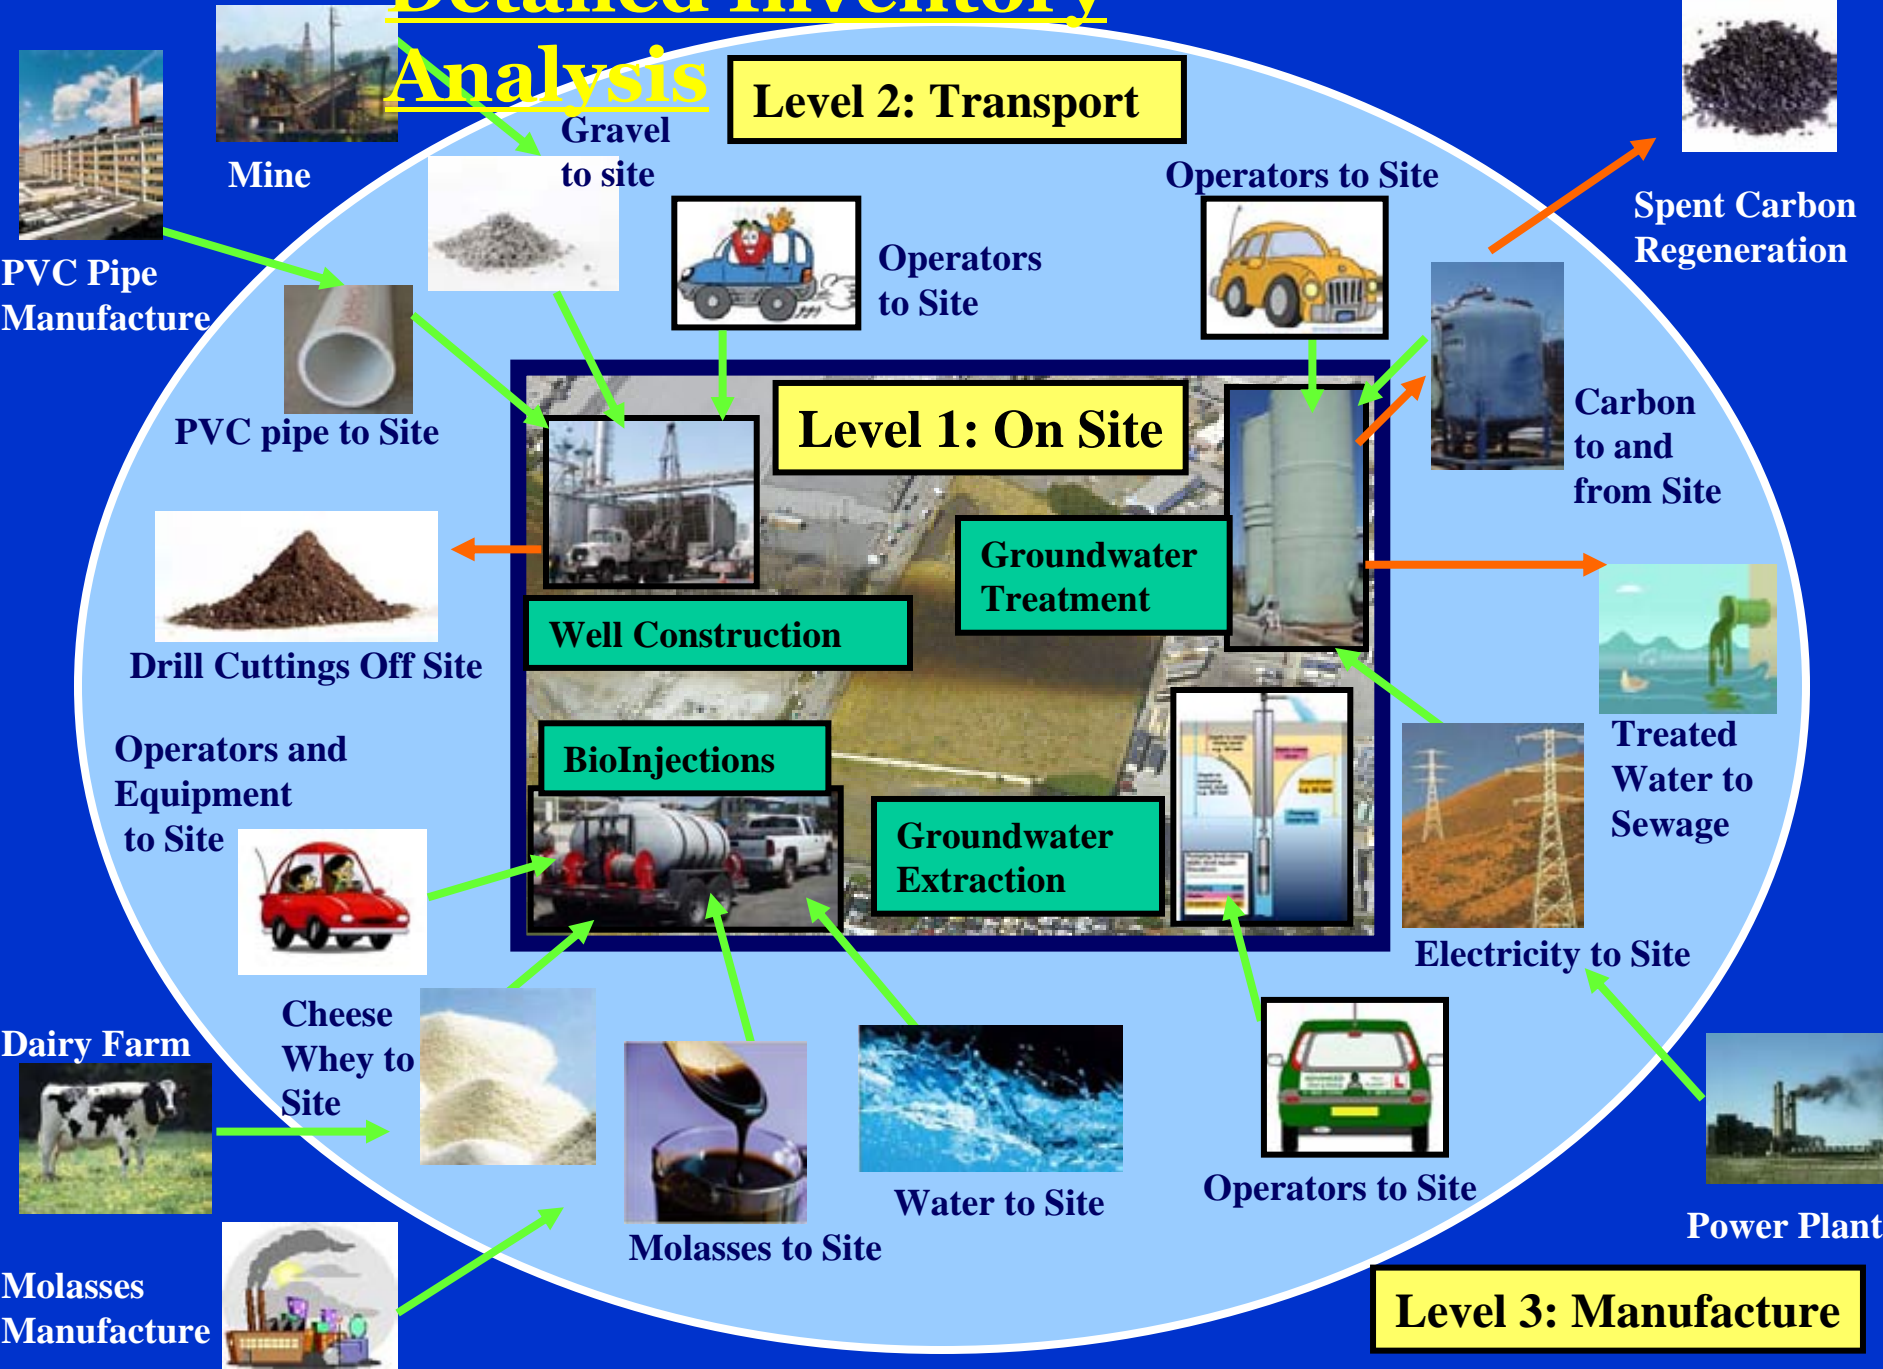 Detailed Inventory
Analysis
Level 2: Transport
Gravel
to site
Mine
Operators to Site
Spent Carbon
Regeneration
Operators
to Site
PVC Pipe
Manufacture
PVC pipe to Site
Level 1: On Site
Carbon
to and
from Site
Groundwater
Treatment
Well Construction
Drill Cuttings Off Site
Treated
Water to
Sewage
Operators and
Equipment
to Site
BioInjections
Groundwater
Extraction
Electricity to Site
Cheese
Whey to
Site
Dairy Farm
Water to Site
Operators to Site
Molasses to Site
Power Plant
Molasses
Manufacture
Level 3: Manufacture